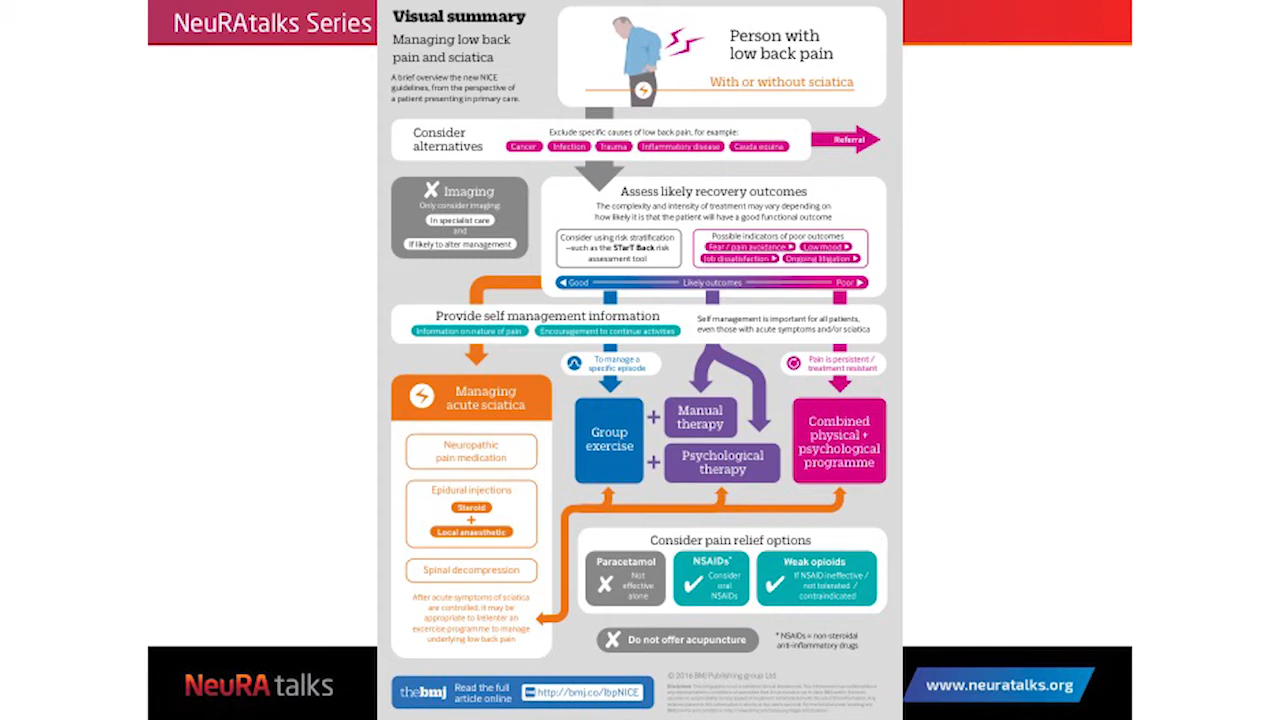 NeuRAtalks Series
Visual summary
Managing low back
pain and sciatica
A brief overview the new NICE
guidelines, from the perspective of
a patient presenting in primary care.
Person with
low back pain
With or without sciatica
Consider
alternatives
Exclude specific causes of low back pain, for example:
Cancer Infection Trauma Inflammatory disease Cauda equina
Referral
Imaging
Only consider imaging:
In specialist care
and
If likely to alter management
Assess likely recovery outcomes
The complexity and intensity of treatment may vary depending on
how likely it is that the patient will have a good functional outcome
Consider using risk stratification
–such as the STarT Back risk
assessment tool
Possible indicators of poor outcomes
Fear / pain avoidance Low mood
Job dissatisfaction Ongoing litigation
Good Likely outcomes Poor
Provide self management information
Information on nature of pain Encouragement to continue activities
Self management is important for all patients,
even those with acute symptoms and/or sciatica
To manage a
specific episode
Pain is persistent /
treatment resistant
Managing
acute sciatica
Neuropathic
pain medication
Epidural injections
Steroid
+
Local anaesthetic
Spinal decompression
After acute symptoms of sciatica
are controlled, it may be
appropriate to (re)enter an
excercise programme to manage
underlying low back pain
Group
exercise
+
Manual
therapy
+
Psychological
therapy
Combined
physical +
psychological
programme
Consider pain relief options
Paracetamol
Not
effective
alone
NSAIDs*
Consider
oral
NSAIDs
Weak opioids
If NSAID ineffective /
not tolerated /
contraindicated
Do not offer acupuncture
* NSAIDs = non-steroidal
anti-inflammatory drugs
thebmj
Read the full
article online
http://bmj.co/lbpNICE
© 2016 BMJ Publishing group Ltd.
NeuRA talks
www.neuratalks.org